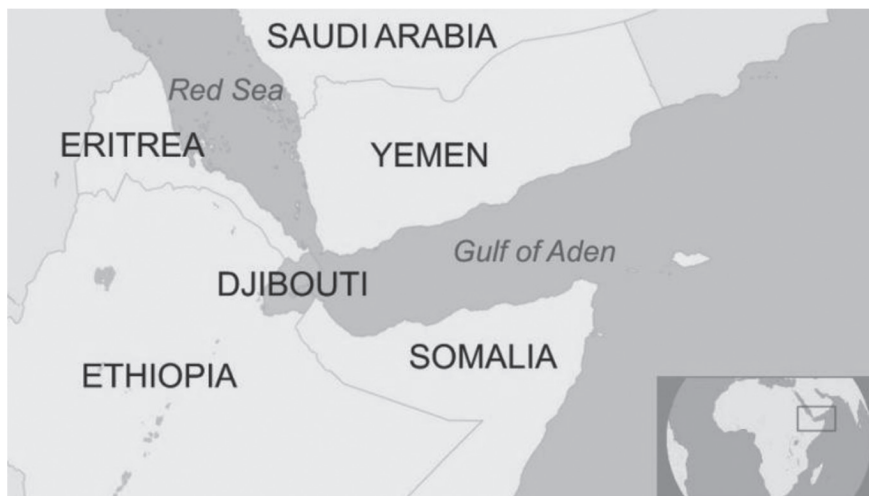 SAUDI ARABIA
Red Sea
ERITREA
YEMEN
Gulf of Aden
DJIBOUTI
SOMALIA
ETHIOPIA